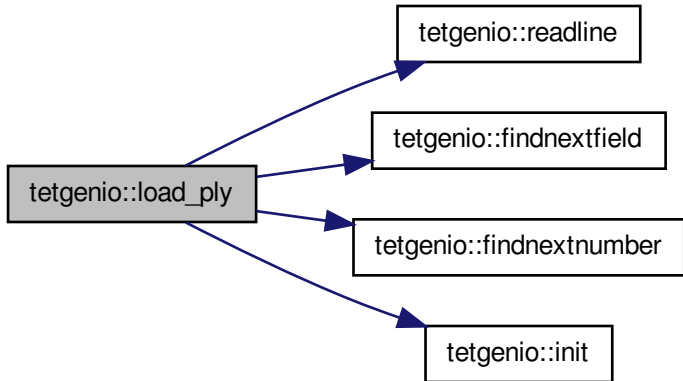 tetgenio::readline
tetgenio::findnextfield
tetgenio::load_ply
tetgenio::findnextnumber
tetgenio::init